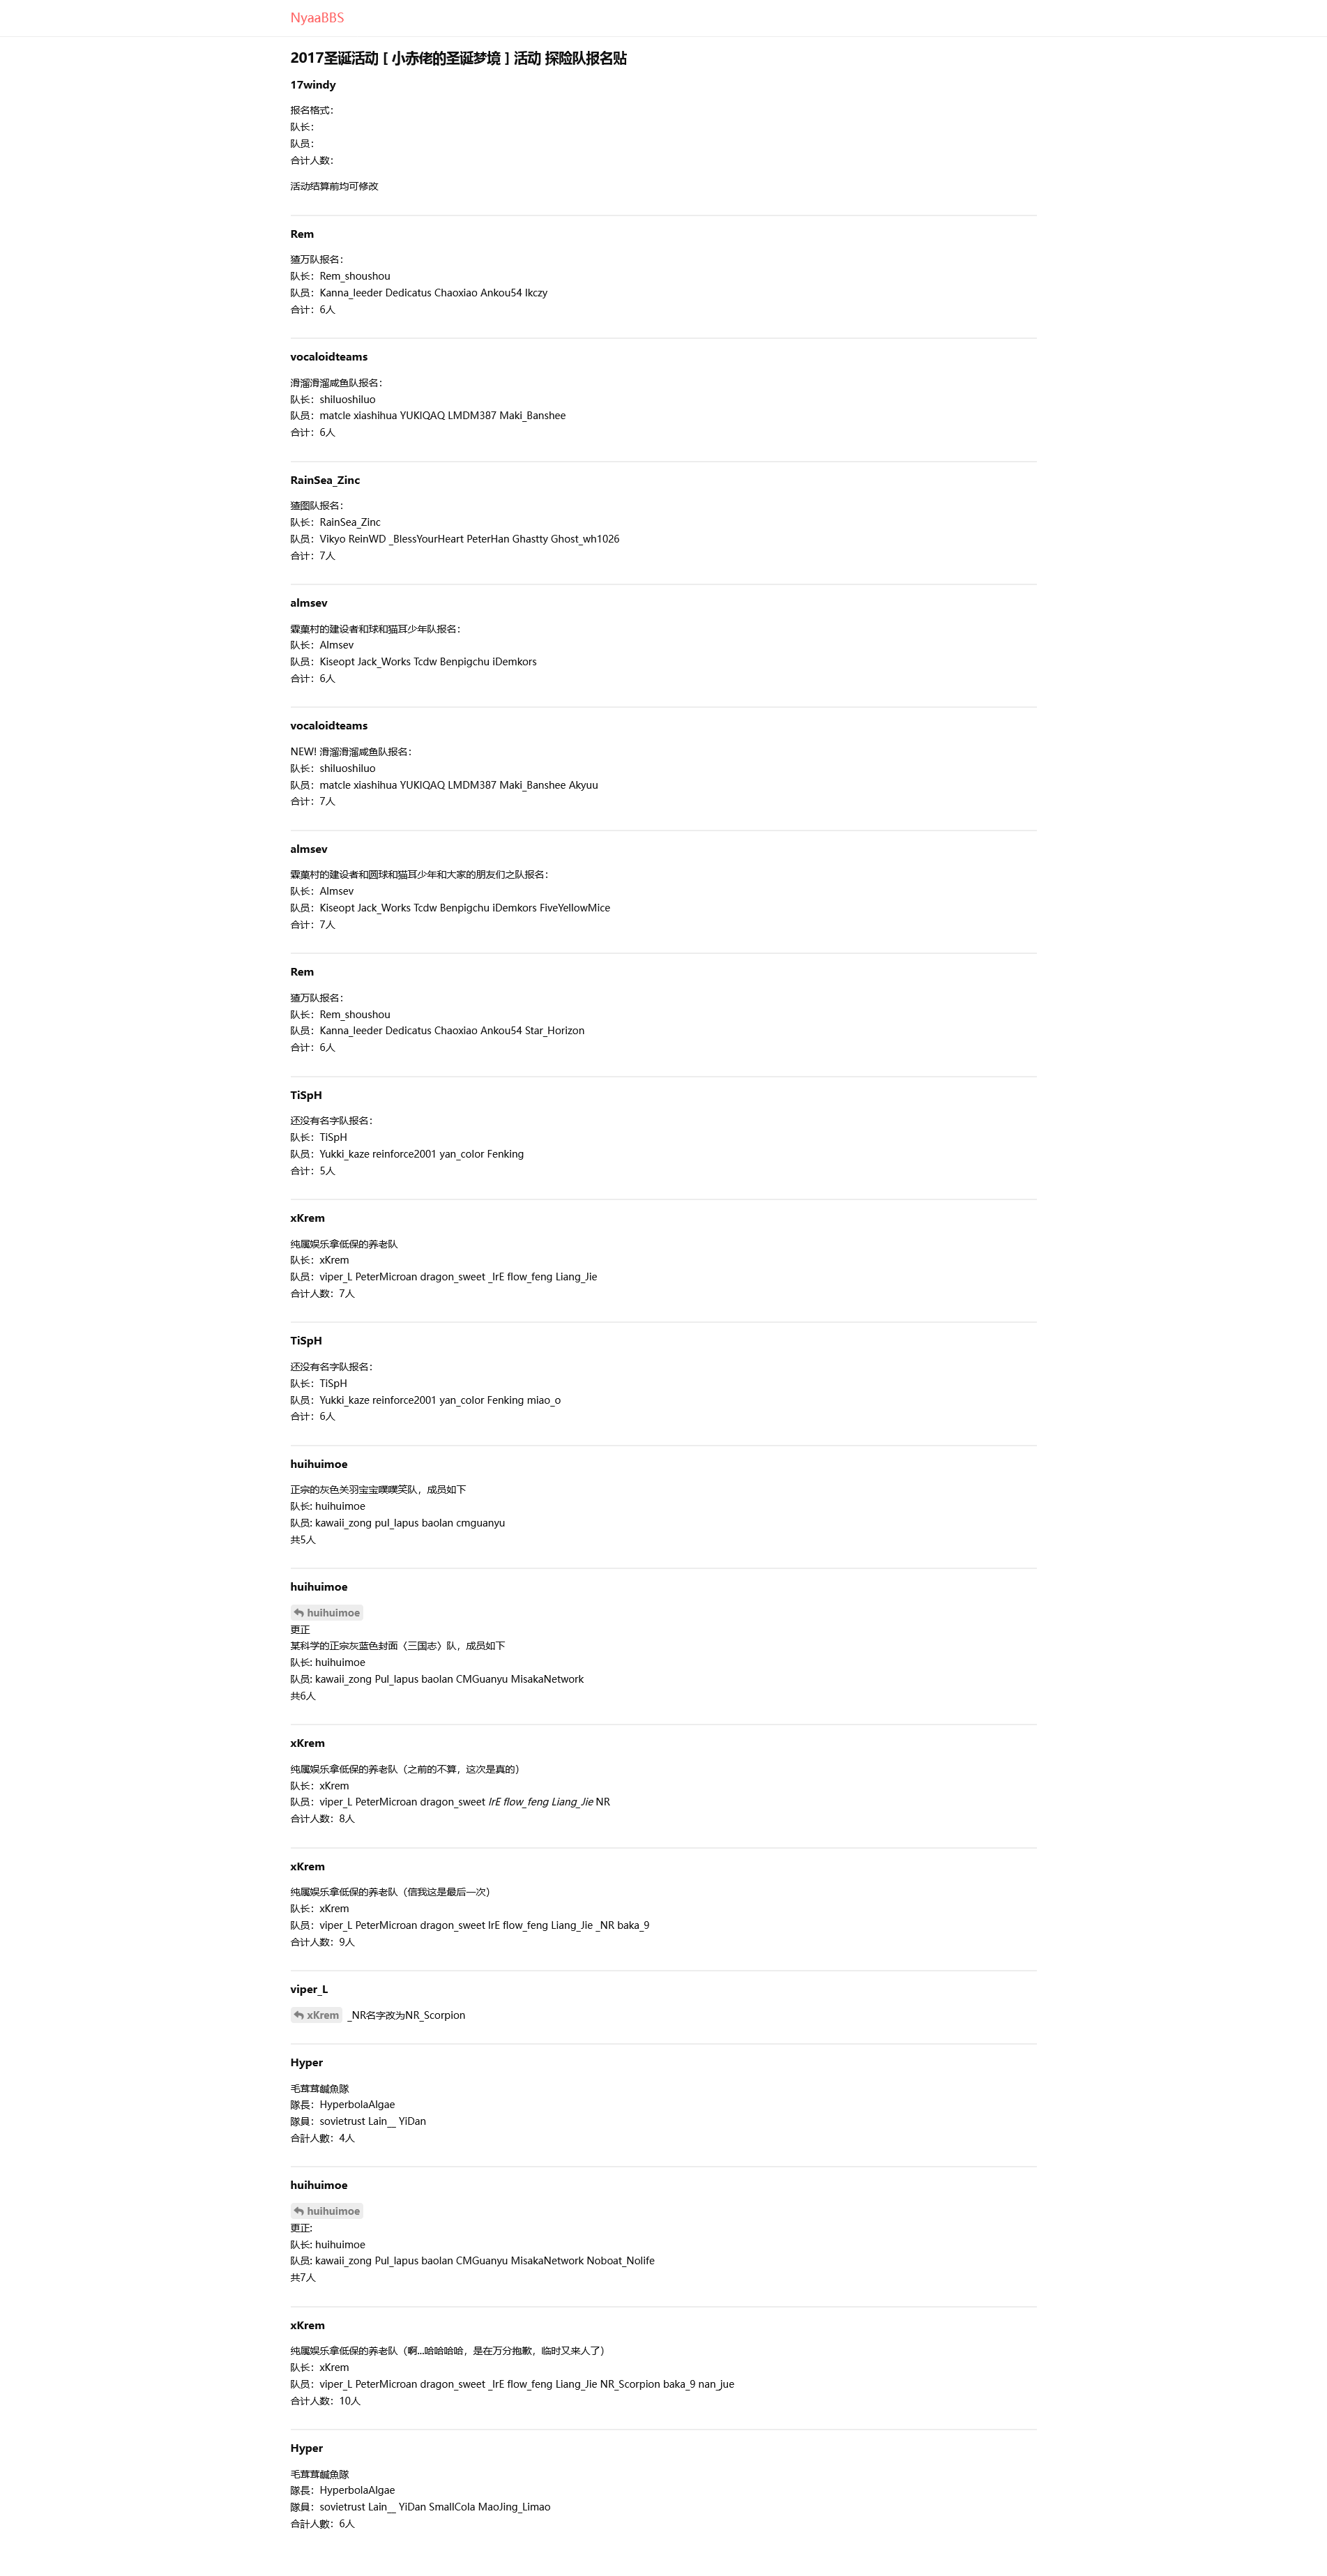 NyaaBBS
2017圣诞活动 [ 小赤佬的圣诞梦境 ] 活动 探险队报名贴
17windy
报名格式：
队长：
队员：
合计人数：
活动结算前均可修改
Rem
猹万队报名：
队长：Rem_shoushou
队员：Kanna_leeder Dedicatus Chaoxiao Ankou54 lkczy
合计：6人
vocaloidteams
滑溜滑溜咸鱼队报名：
队长：shiluoshiluo
队员：matcle xiashihua YUKIQAQ LMDM387 Maki_Banshee
合计：6人
RainSea_Zinc
猹图队报名：
队长：RainSea_Zinc
队员：Vikyo ReinWD _BlessYourHeart PeterHan Ghastty Ghost_wh1026
合计：7人
almsev
霖菓村的建设者和球和猫耳少年队报名：
队长：Almsev
队员：Kiseopt Jack_Works Tcdw Benpigchu iDemkors
合计：6人
vocaloidteams
NEW! 滑溜滑溜咸鱼队报名：
队长：shiluoshiluo
队员：matcle xiashihua YUKIQAQ LMDM387 Maki_Banshee Akyuu
合计：7人
almsev
霖菓村的建设者和圆球和猫耳少年和大家的朋友们之队报名：
队长：Almsev
队员：Kiseopt Jack_Works Tcdw Benpigchu iDemkors FiveYellowMice
合计：7人
Rem
猹万队报名：
队长：Rem_shoushou
队员：Kanna_leeder Dedicatus Chaoxiao Ankou54 Star_Horizon
合计：6人
TiSpH
还没有名字队报名：
队长：TiSpH
队员：Yukki_kaze reinforce2001 yan_color Fenking
合计：5人
xKrem
纯属娱乐拿低保的养老队
队长：xKrem
队员：viper_L PeterMicroan dragon_sweet _IrE flow_feng Liang_Jie
合计人数：7人
TiSpH
还没有名字队报名：
队长：TiSpH
队员：Yukki_kaze reinforce2001 yan_color Fenking miao_o
合计：6人
huihuimoe
正宗的灰色关羽宝宝噗噗笑队，成员如下
队长: huihuimoe
队员: kawaii_zong pul_lapus baolan cmguanyu
共5人
huihuimoe
huihuimoe
更正
某科学的正宗灰蓝色封面〈三国志〉队，成员如下
队长: huihuimoe
队员: kawaii_zong Pul_lapus baolan CMGuanyu MisakaNetwork
共6人
xKrem
纯属娱乐拿低保的养老队（之前的不算，这次是真的）
队长：xKrem
队员：viper_L PeterMicroan dragon_sweet IrE flow_feng Liang_Jie NR
合计人数：8人
xKrem
纯属娱乐拿低保的养老队（信我这是最后一次）
队长：xKrem
队员：viper_L PeterMicroan dragon_sweet IrE flow_feng Liang_Jie _NR baka_9
合计人数：9人
viper_L
xKrem _NR名字改为NR_Scorpion
Hyper
毛茸茸鹹魚隊
隊長：HyperbolaAlgae
隊員：sovietrust Lain__ YiDan
合計人數：4人
huihuimoe
huihuimoe
更正:
队长: huihuimoe
队员: kawaii_zong Pul_lapus baolan CMGuanyu MisakaNetwork Noboat_Nolife
共7人
xKrem
纯属娱乐拿低保的养老队（啊...哈哈哈哈，是在万分抱歉，临时又来人了）
队长：xKrem
队员：viper_L PeterMicroan dragon_sweet _IrE flow_feng Liang_Jie NR_Scorpion baka_9 nan_jue
合计人数：10人
Hyper
毛茸茸鹹魚隊
隊長：HyperbolaAlgae
隊員：sovietrust Lain__ YiDan SmallCola MaoJing_Limao
合計人數：6人